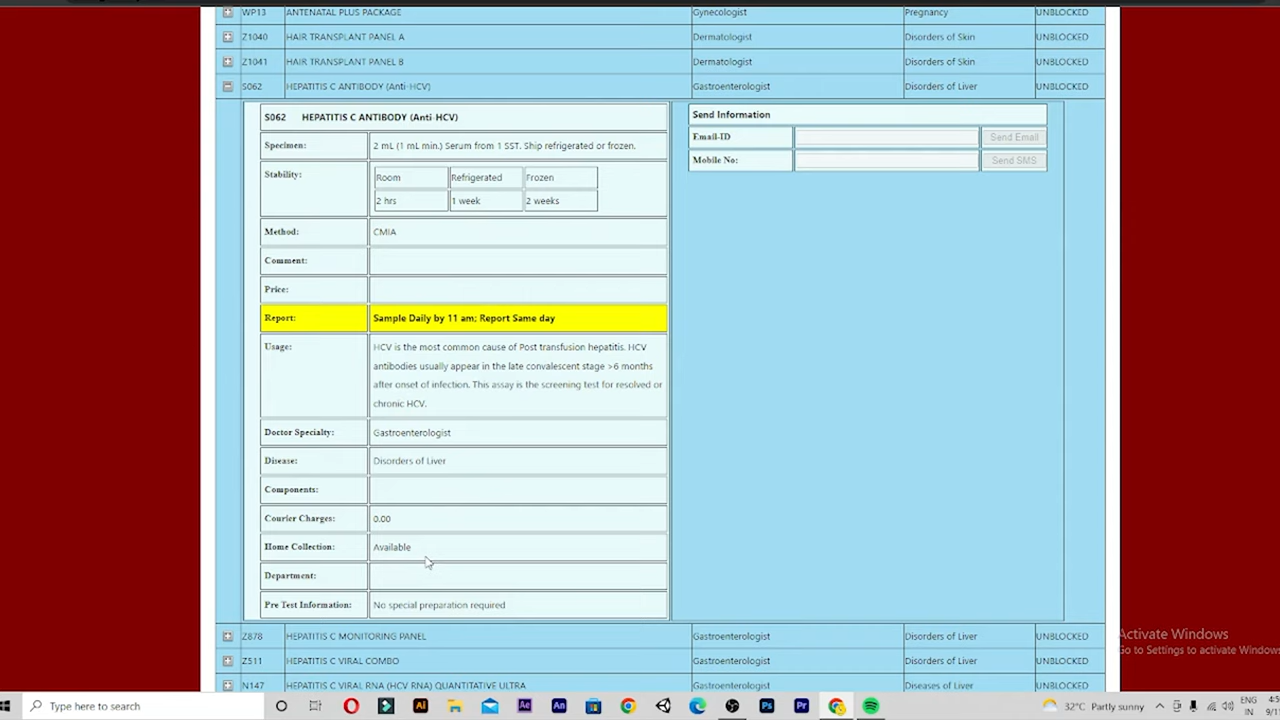 WP13 ANTENATAL PLUS PACKAGE Gynecologist Pregnancy UNBLOCKED
Z1040 HAIR TRANSPLANT PANEL A Dermatologist Disorders of Skin UNBLOCKED
Z1041 HAIR TRANSPLANT PANEL B Dermatologist Disorders of Skin UNBLOCKED
S062 HEPATITIS C ANTIBODY (Anti-HCV) Gastroenterologist Disorders of Liver UNBLOCKED
S062 HEPATITIS C ANTIBODY (Anti-HCV)
Specimen: 2 mL (1 mL min.) Serum from 1 SST. Ship refrigerated or frozen.
Stability: Room Refrigerated Frozen
2 hrs 1 week 2 weeks
Method: CMIA
Comment:
Price:
Report: Sample Daily by 11 am; Report Same day
Usage: HCV is the most common cause of Post transfusion hepatitis. HCV
antibodies usually appear in the late convalescent stage >6 months
after onset of infection. This assay is the screening test for resolved or
chronic HCV.
Doctor Specialty: Gastroenterologist
Disease: Disorders of Liver
Components:
Courier Charges: 0.00
Home Collection: Available
Department:
Pre Test Information: No special preparation required
Send Information
Email-ID Send Email
Mobile No: Send SMS
Z878 HEPATITIS C MONITORING PANEL Gastroenterologist Disorders of Liver UNBLOCKED
Z511 HEPATITIS C VIRAL COMBO Gastroenterologist Disorders of Liver UNBLOCKED
N147 HEPATITIS C VIRAL RNA (HCV RNA) QUANTITATIVE ULTRA Gastroenterologist Diseases of Liver UNBLOCKED
Activate Windows
Go to Settings to activate Windows
Type here to search
Ai
Ae
An
Ps
Pr
32°C Partly sunny
ENG
IN